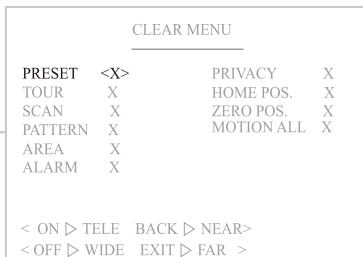 CLEAR MENU
PRESET <X> PRIVACY X
TOUR X HOME POS. X
SCAN X ZERO POS. X
PATTERN X MOTION ALL X
AREA X
ALARM X
< ON ▷ TELE BACK ▷ NEAR>
< OFF ▷ WIDE EXIT ▷ FAR >